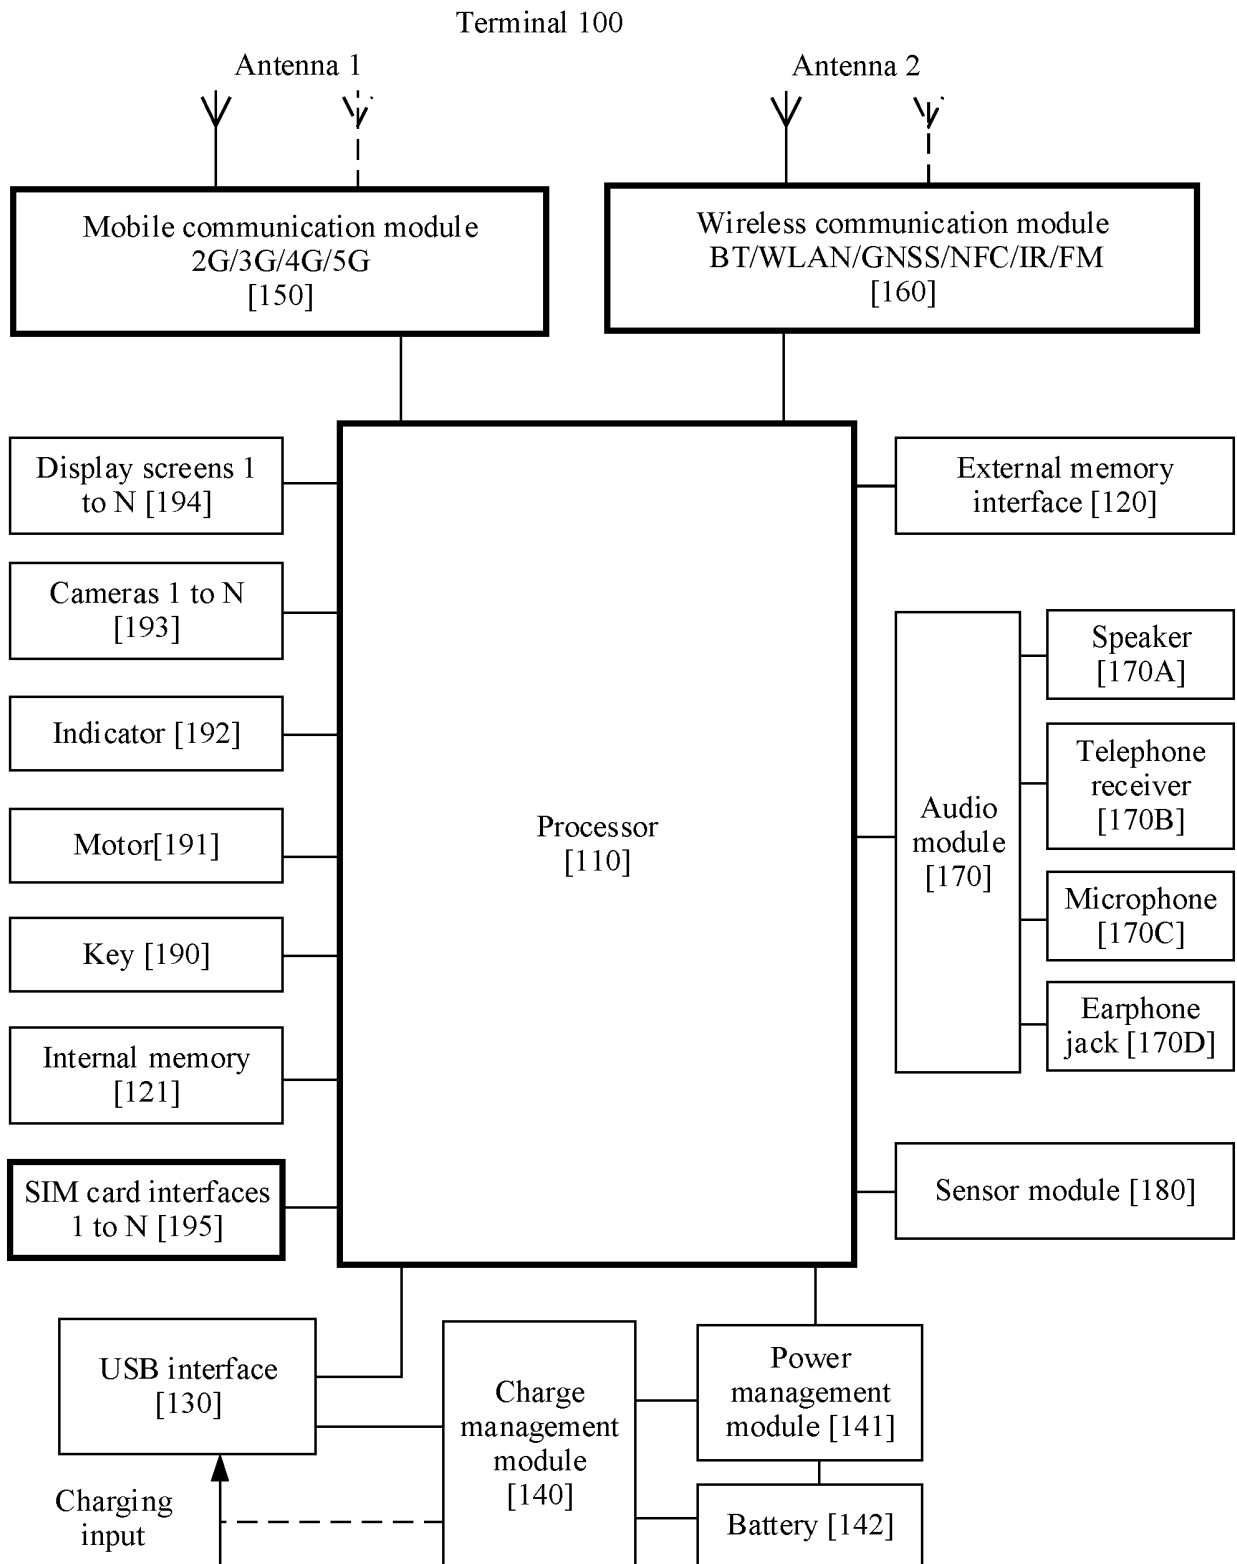 Terminal 100
Antenna 1
Antenna 2
Mobile communication module
2G/3G/4G/5G
[150]
Wireless communication module
BT/WLAN/GNSS/NFC/IR/FM
[160]
Display screens 1
to N [194]
External memory
interface [120]
Cameras 1 to N
[193]
Indicator [192]
Motor[191]
Key [190]
Internal memory
[121]
SIM card interfaces
1 to N [195]
Processor
[110]
Audio
module
[170]
Speaker
[170A]
Telephone
receiver
[170B]
Microphone
[170C]
Earphone
jack [170D]
Sensor module [180]
USB interface
[130]
Charge
management
module
[140]
Power
management
module [141]
Charging
input
Battery [142]